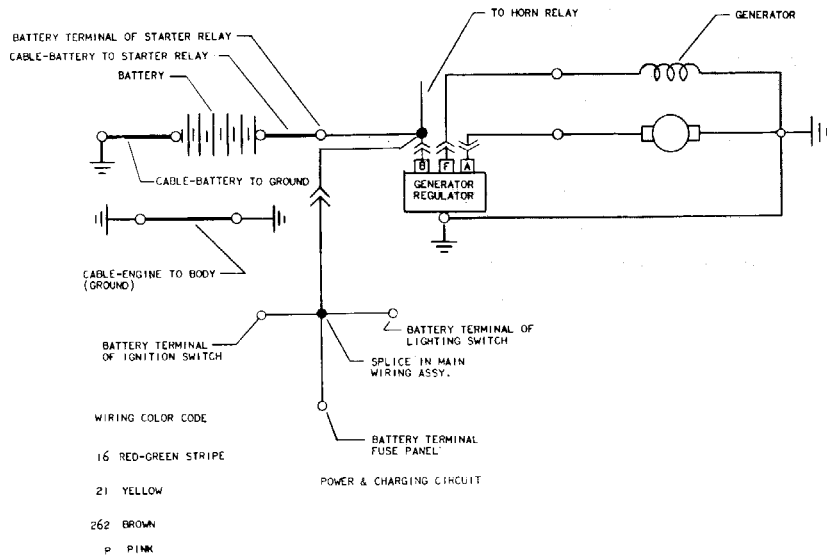 TO HORN RELAY
GENERATOR
BATTERY TERMINAL OF STARTER RELAY
CABLE-BATTERY TO STARTER RELAY
BATTERY
B F A
GENERATOR
REGULATOR
CABLE-BATTERY TO GROUND
CABLE-ENGINE TO BODY
(GROUND)
BATTERY TERMINAL
OF IGNITION SWITCH
BATTERY TERMINAL OF
LIGHTING SWITCH
SPLICE IN MAIN
WIRING ASSY.
BATTERY TERMINAL
FUSE PANEL
POWER & CHARGING CIRCUIT
WIRING COLOR CODE
16 RED-GREEN STRIPE
21 YELLOW
262 BROWN
P PINK